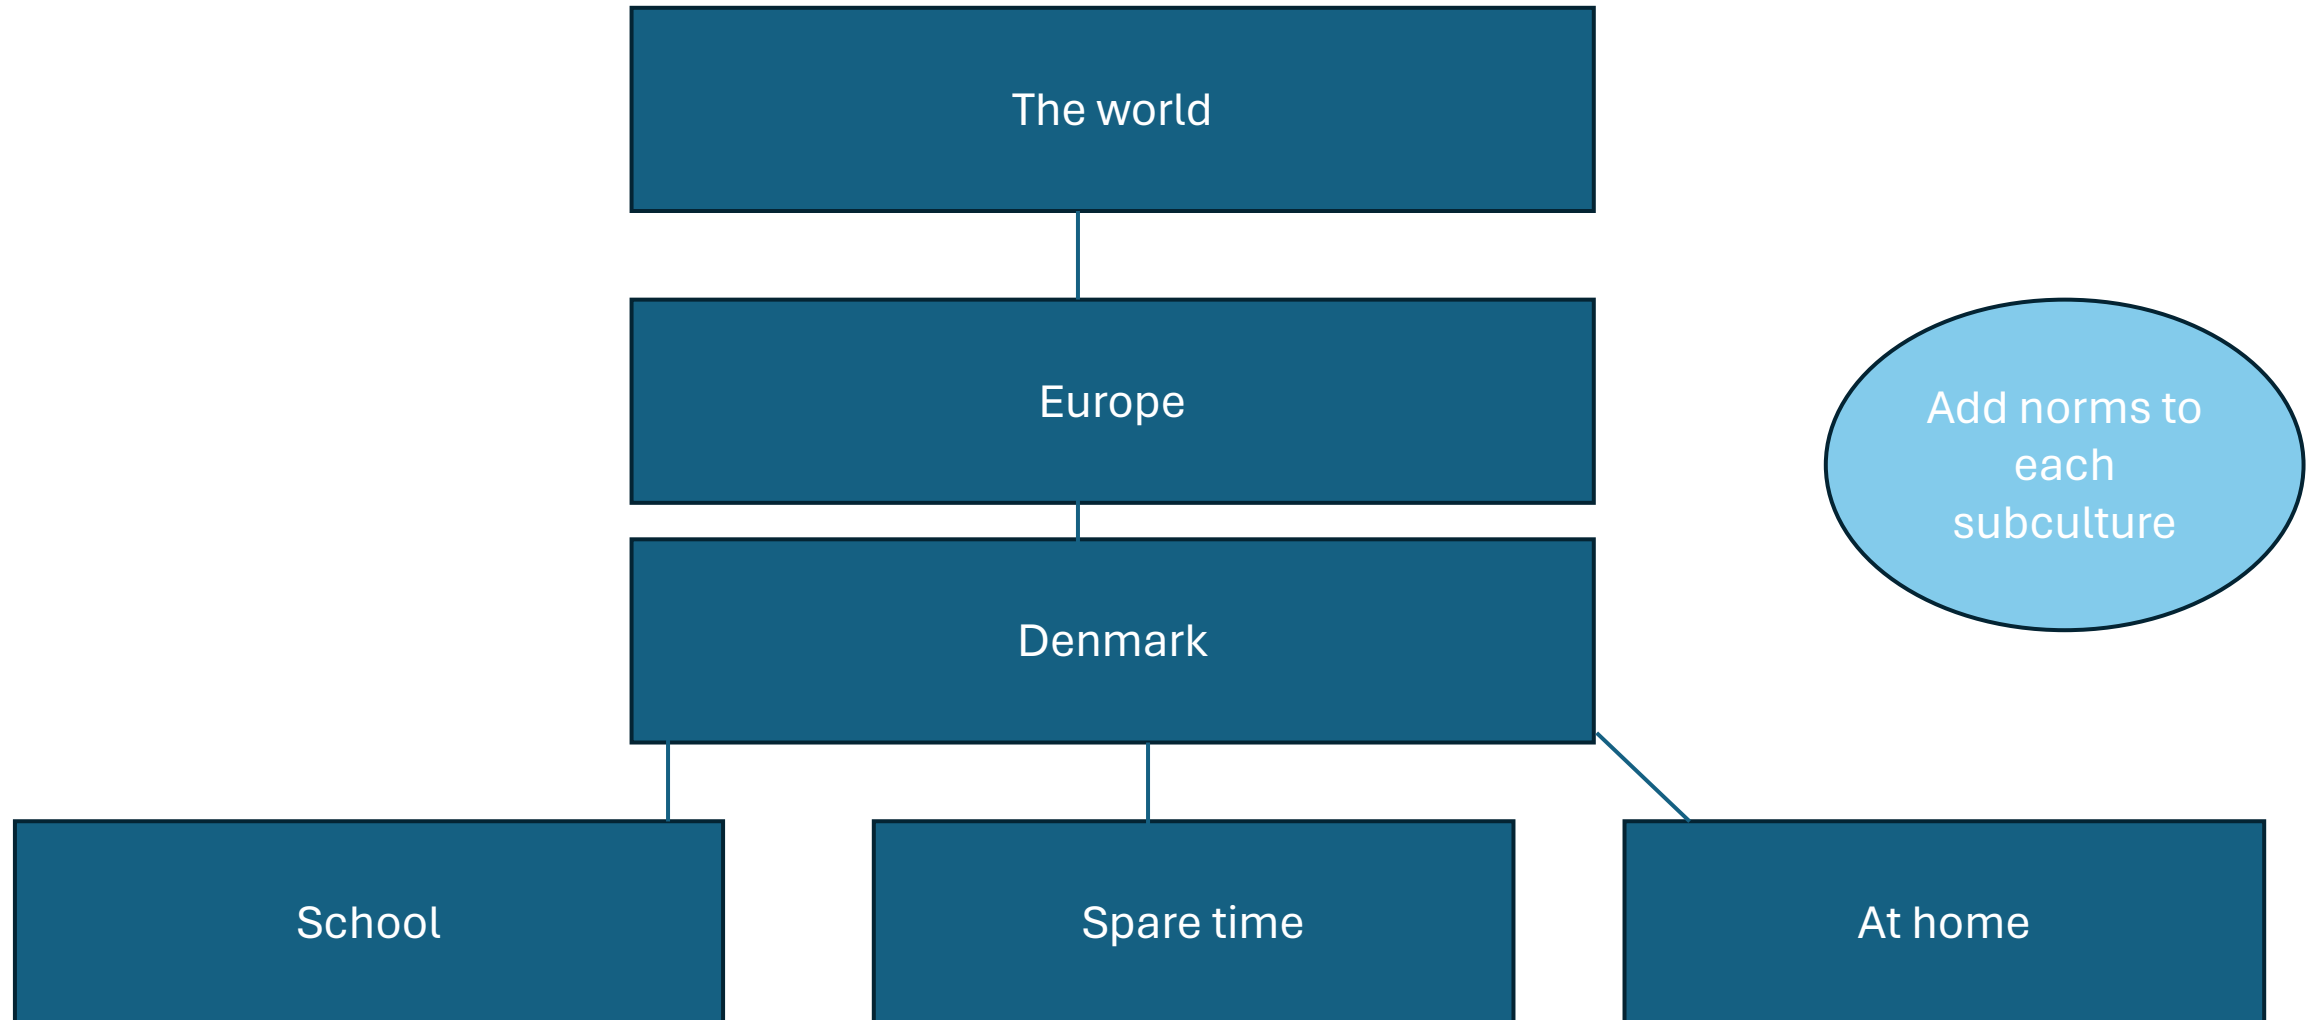 The world
Europe
Add norms to
each
subculture
Denmark
School
Spare time
At home